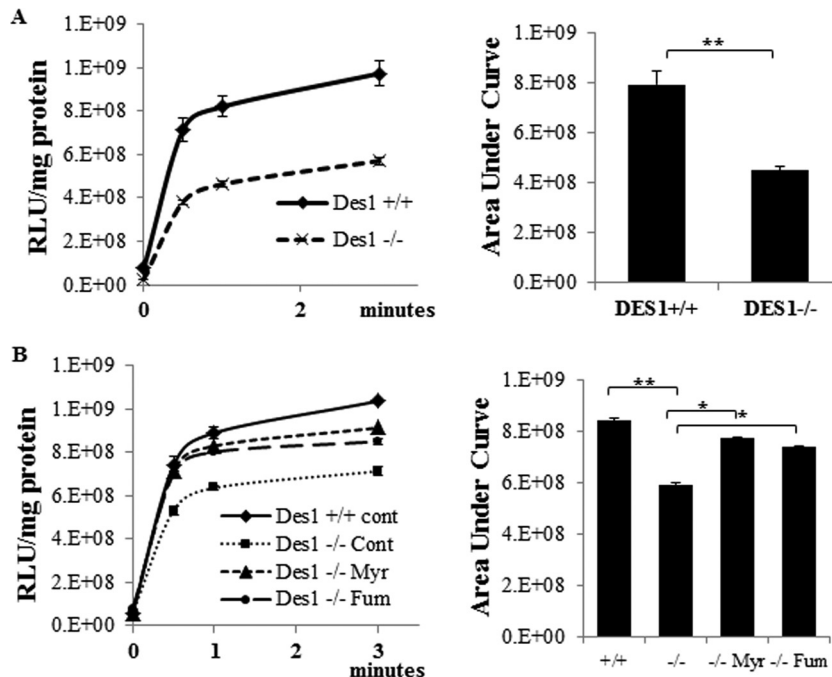 A
RLU/mg protein
1.E+09
1.E+09
8.E+08
6.E+08
4.E+08
2.E+08
0.E+00
0
2
minutes
Des1 +/+
Des1 -/-
Area Under Curve
1.E+09
8.E+08
6.E+08
4.E+08
2.E+08
0.E+00
**
DES1+/+
DES1-/-
B
RLU/mg protein
1.E+09
1.E+09
8.E+08
6.E+08
4.E+08
2.E+08
0.E+00
0
1
3
minutes
Des1 +/+ cont
Des1 -/- Cont
Des1 -/- Myr
Des1 -/- Fum
Area Under Curve
1.E+09
8.E+08
6.E+08
4.E+08
2.E+08
0.E+00
**
*
*
+/+
-/-
-/- Myr
-/- Fum